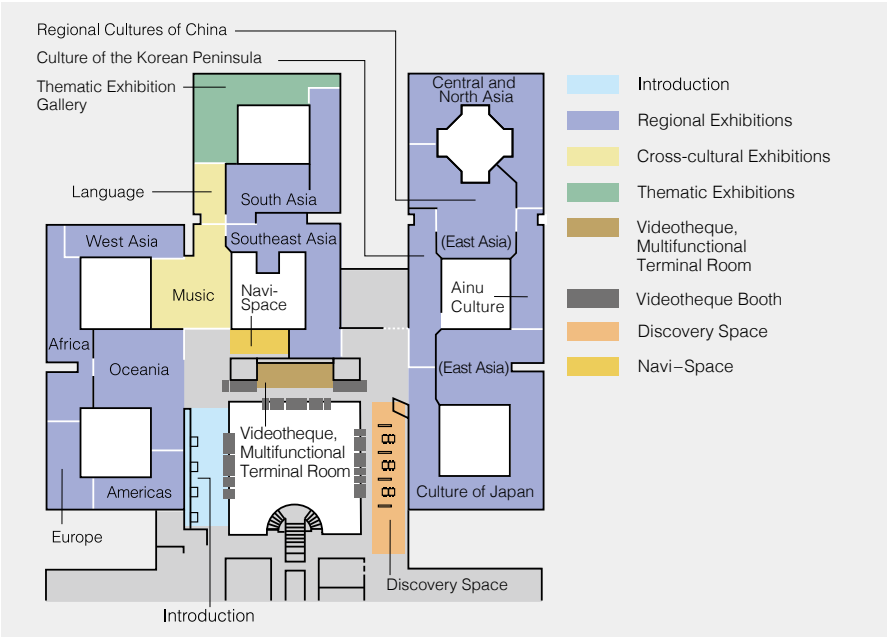 Regional Cultures of China
Culture of the Korean Peninsula
Thematic Exhibition
Gallery
Language
Central and
North Asia
South Asia
West Asia
Southeast Asia
(East Asia)
Music
Navi-
Space
Ainu
Culture
Africa
Oceania
(East Asia)
Videotheque,
Multifunctional
Terminal Room
Americas
Culture of Japan
Europe
Discovery Space
Introduction
Introduction
Regional Exhibitions
Cross-cultural Exhibitions
Thematic Exhibitions
Videotheque,
Multifunctional
Terminal Room
Videotheque Booth
Discovery Space
Navi–Space